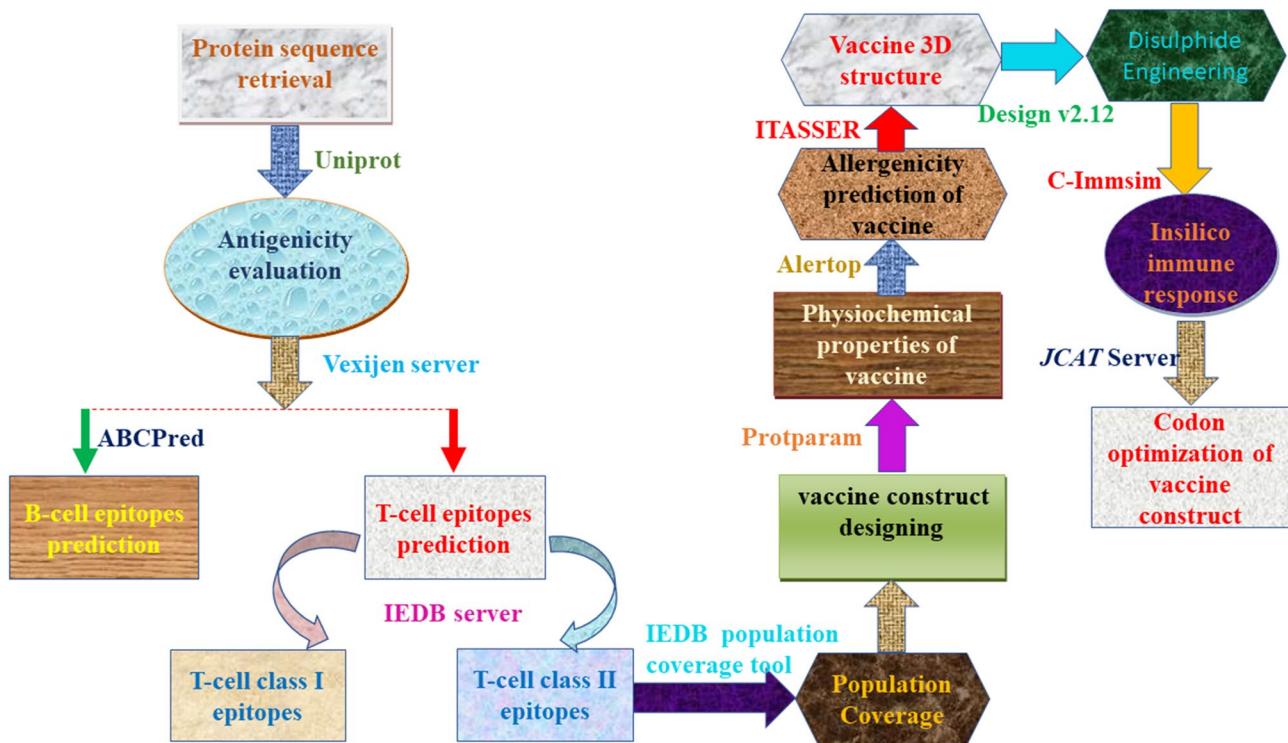 Protein sequence
retrieval
Uniprot
Antigenicity
evaluation
Vexijen server
ABCPred
B-cell epitopes
prediction
T-cell epitopes
prediction
IEDB server
T-cell class I
epitopes
T-cell class II
epitopes
IEDB population
coverage tool
Population
Coverage
vaccine construct
designing
Protparam
Physiochemical
properties of
vaccine
Alertop
Allergenicity
prediction of
vaccine
ITASSER
Vaccine 3D
structure
Design v2.12
Disulphide
Engineering
C-Immsim
Insilico
immune
response
JCAT Server
Codon
optimization of
vaccine
construct